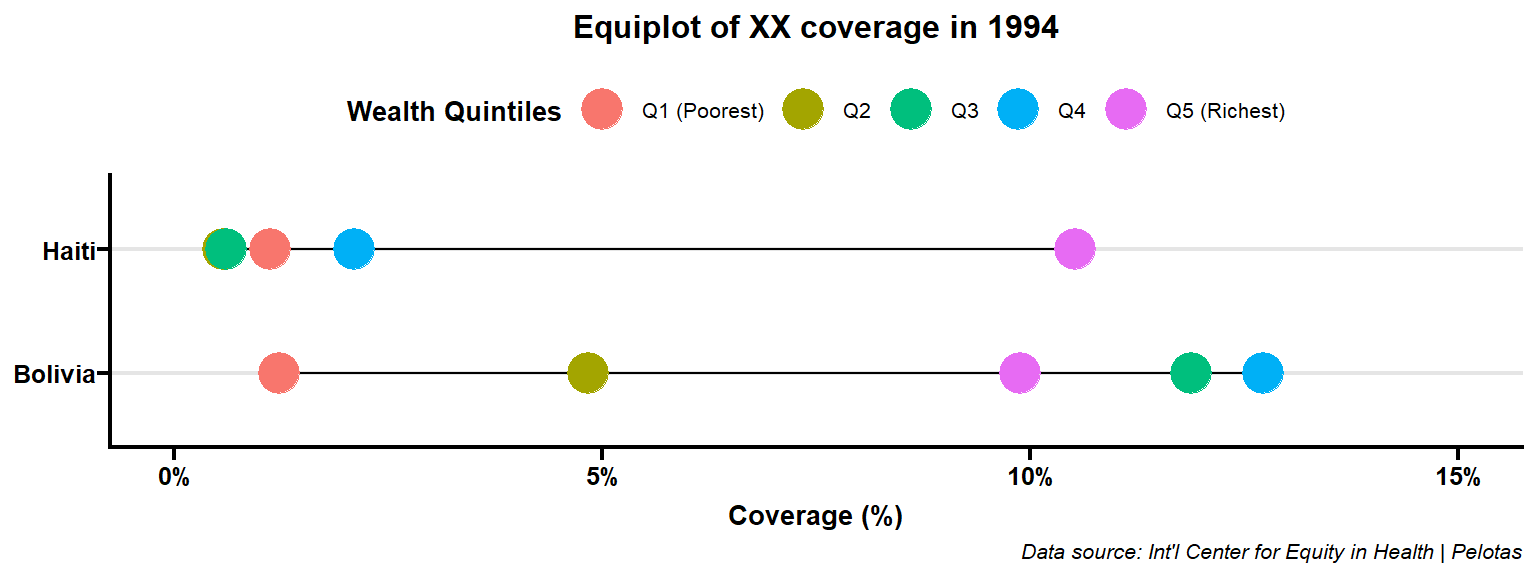 Equiplot of XX coverage in 1994
Wealth Quintiles Q1 (Poorest) Q2 Q3 Q4 Q5 (Richest)
Haiti
Bolivia
0% 5% 10% 15%
Coverage (%)
Data source: Int'l Center for Equity in Health | Pelotas